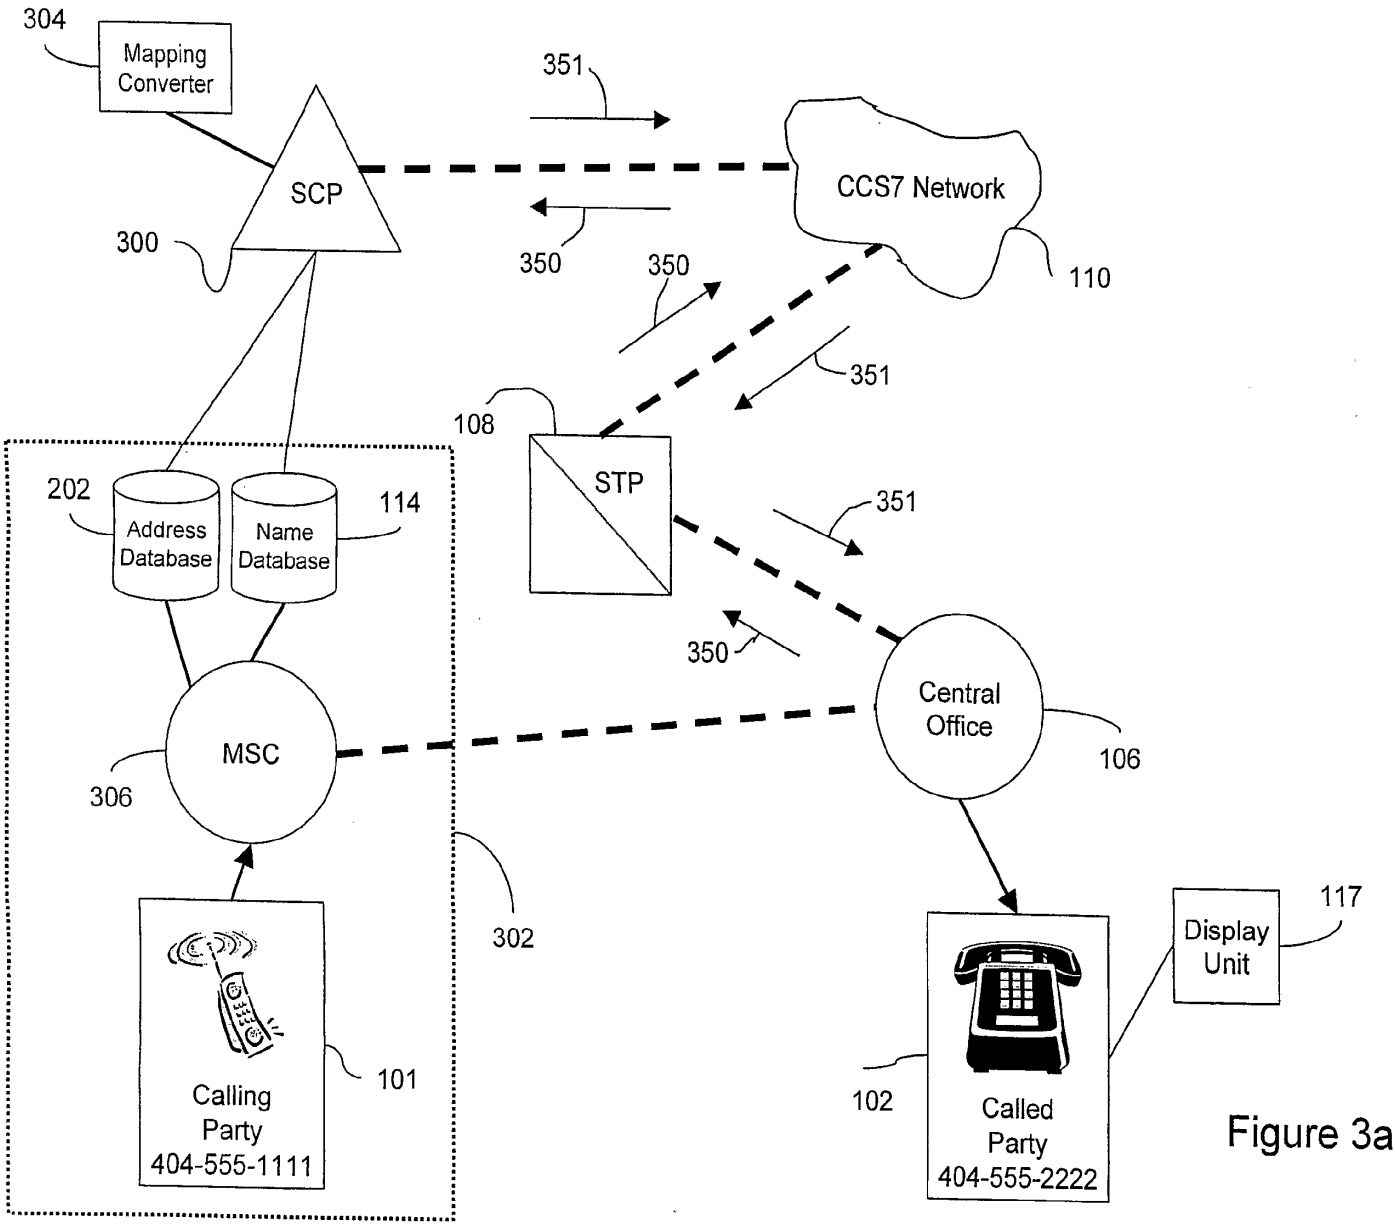 304
Mapping
Converter
351
SCP
CCS7 Network
300
350
350
110
351
108
STP
202
114
351
Address
Database
Name
Database
350
Central
Office
MSC
106
306
302
117
Display
Unit
101
102
Calling
Party
404-555-1111
Called
Party
404-555-2222
Figure 3a